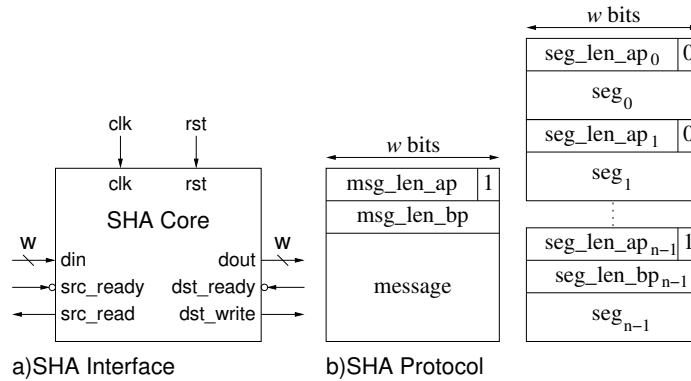 clk rst
clk rst
SHA Core
w
din
src_ready
src_read
w
dout
dst_ready
dst_write
a)SHA Interface
w bits
msg_len_ap 1
msg_len_bp
message
b)SHA Protocol
w bits
seg_len_ap0 0
seg0
seg_len_ap1 0
seg1
seg_len_apn-1 1
seg_len_bpn-1
segn-1